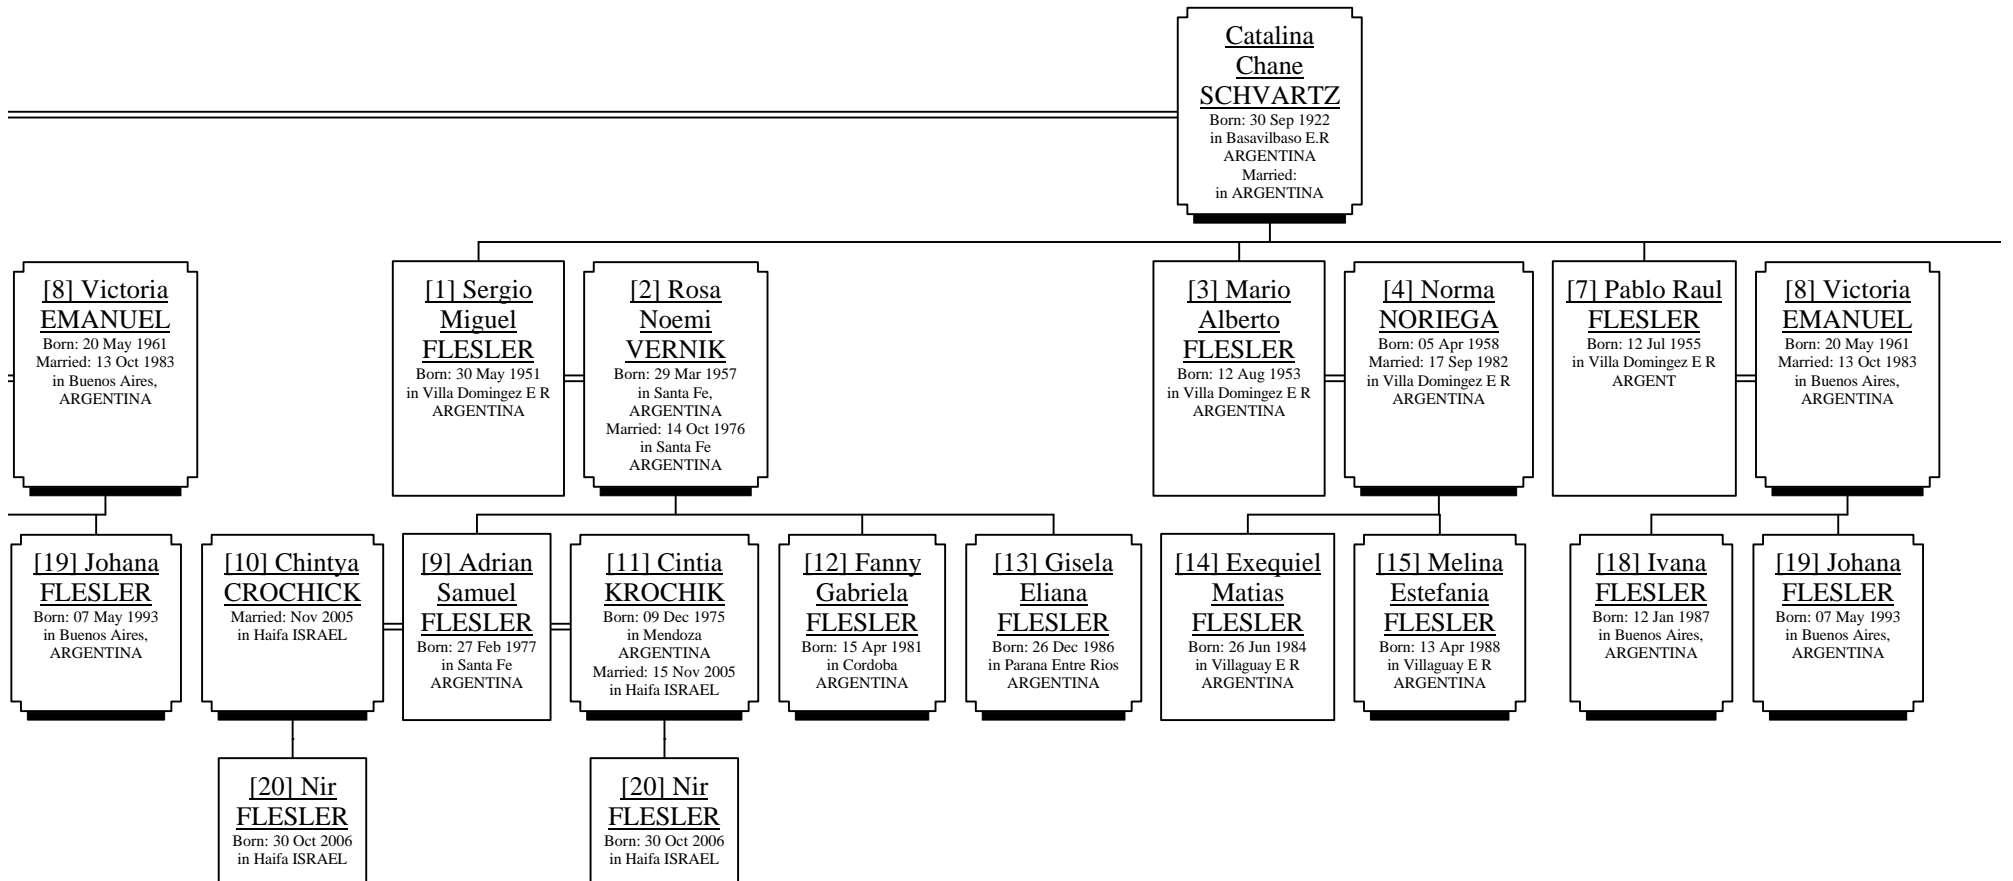 Catalina
Chane
SCHVARTZ
Born: 30 Sep 1922
in Basavilbaso E.R
ARGENTINA
Married:
in ARGENTINA
[8] Victoria
EMANUEL
Born: 20 May 1961
Married: 13 Oct 1983
in Buenos Aires,
ARGENTINA
[1] Sergio
Miguel
FLESLER
Born: 30 May 1951
in Villa Domingez E R
ARGENTINA
[2] Rosa
Noemi
VERNIK
Born: 29 Mar 1957
in Santa Fe,
ARGENTINA
Married: 14 Oct 1976
in Santa Fe
ARGENTINA
[3] Mario
Alberto
FLESLER
Born: 12 Aug 1953
in Villa Domingez E R
ARGENTINA
[4] Norma
NORIEGA
Born: 05 Apr 1958
Married: 17 Sep 1982
in Villa Domingez E R
ARGENTINA
[7] Pablo Raul
FLESLER
Born: 12 Jul 1955
in Villa Domingez E R
ARGENT
[8] Victoria
EMANUEL
Born: 20 May 1961
Married: 13 Oct 1983
in Buenos Aires,
ARGENTINA
[19] Johana
FLESLER
Born: 07 May 1993
in Buenos Aires,
ARGENTINA
[10] Chintya
CROCHICK
Married: Nov 2005
in Haifa ISRAEL
[9] Adrian
Samuel
FLESLER
Born: 27 Feb 1977
in Santa Fe
ARGENTINA
[11] Cintia
KROCHIK
Born: 09 Dec 1975
in Mendoza
ARGENTINA
Married: 15 Nov 2005
in Haifa ISRAEL
[12] Fanny
Gabriela
FLESLER
Born: 15 Apr 1981
in Cordoba
ARGENTINA
[13] Gisela
Eliana
FLESLER
Born: 26 Dec 1986
in Parana Entre Rios
ARGENTINA
[14] Exequiel
Matias
FLESLER
Born: 26 Jun 1984
in Villaguay E R
ARGENTINA
[15] Melina
Estefania
FLESLER
Born: 13 Apr 1988
in Villaguay E R
ARGENTINA
[18] Ivana
FLESLER
Born: 12 Jan 1987
in Buenos Aires,
ARGENTINA
[19] Johana
FLESLER
Born: 07 May 1993
in Buenos Aires,
ARGENTINA
[20] Nir
FLESLER
Born: 30 Oct 2006
in Haifa ISRAEL
[20] Nir
FLESLER
Born: 30 Oct 2006
in Haifa ISRAEL